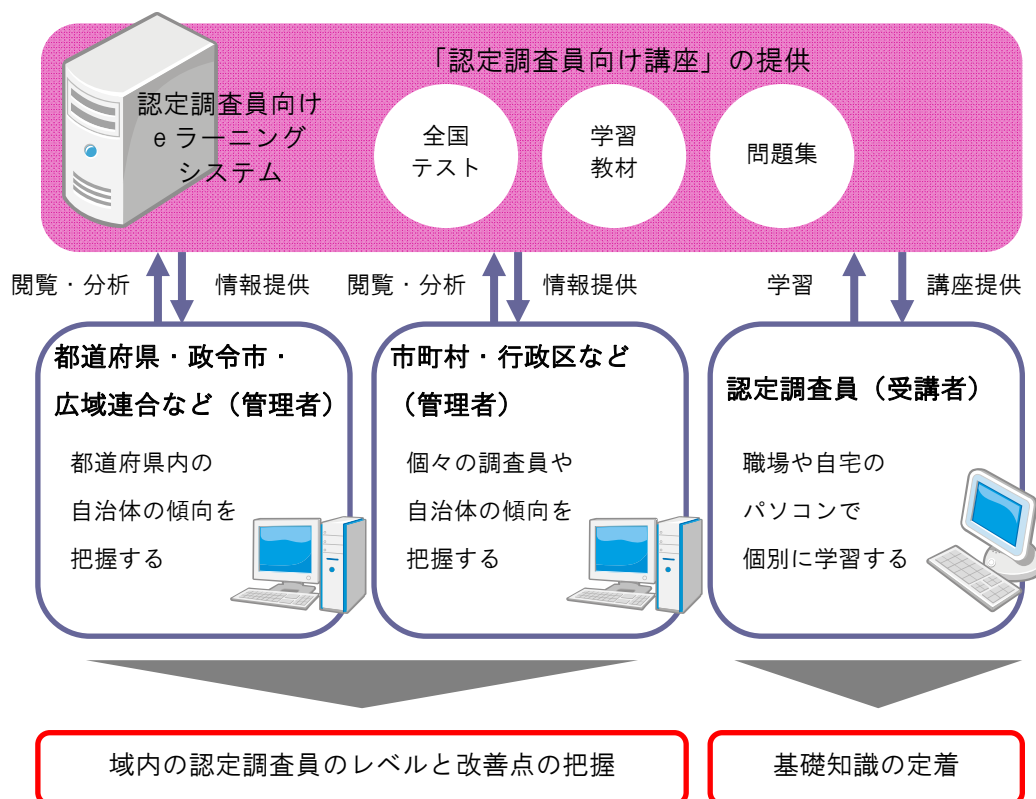 「認定調査員向け講座」の提供
認定調査員向け
e ラーニング
システム
全国
テスト
学習
教材
問題集
閲覧・分析
情報提供
閲覧・分析
情報提供
学習
講座提供
都道府県・政令市・
広域連合など（管理者）
都道府県内の
自治体の傾向を
把握する
市町村・行政区など
（管理者）
個々の調査員や
自治体の傾向を
把握する
認定調査員（受講者）
職場や自宅の
パソコンで
個別に学習する
域内の認定調査員のレベルと改善点の把握
基礎知識の定着